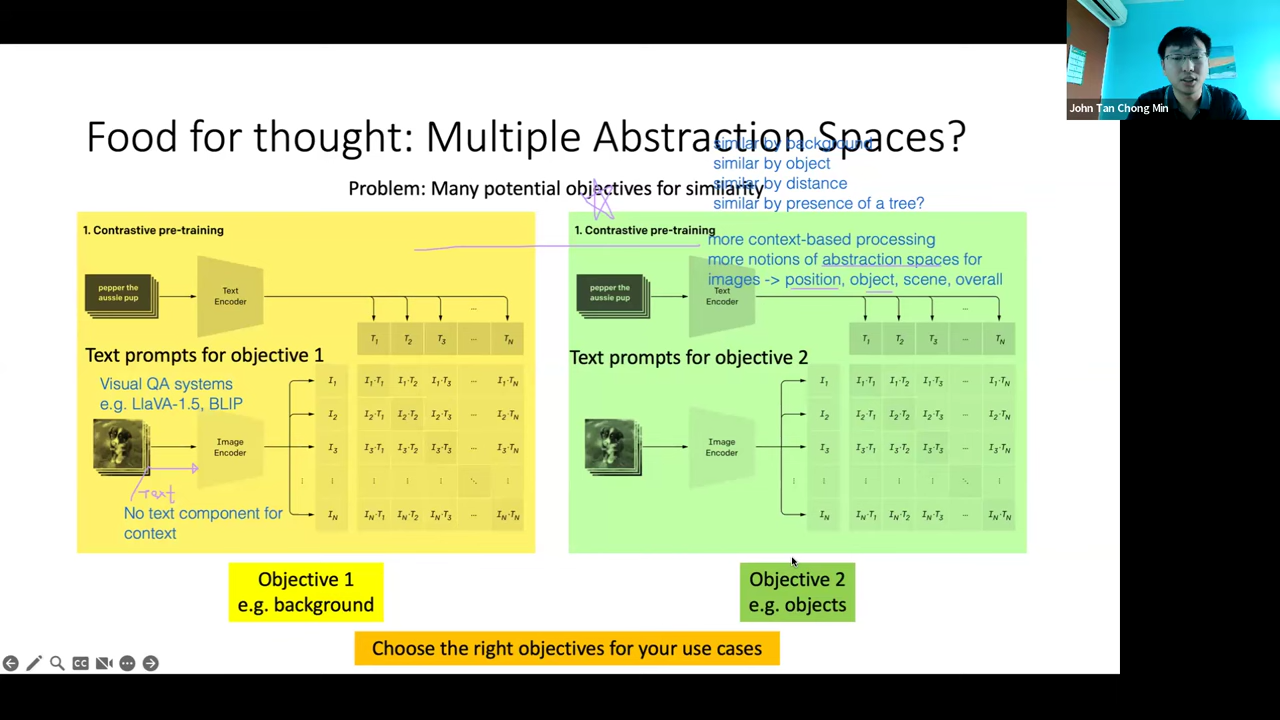 John Tan Chong Min
Food for thought: Multiple Abstraction Spaces?
similar by background
similar by object
similar by distance
similar by presence of a tree?
Problem: Many potential objectives for similarity
more context-based processing
more notions of abstraction spaces for
images -> position, object, scene, overall
1. Contrastive pre-training
pepper the
aussie pup
Text
Encoder
...
T1 T2 T3 ... TN
Text prompts for objective 1
Visual QA systems
e.g. LlaVA-1.5, BLIP
Image
Encoder
Text
No text component for
context
I1 I1·T1 I1·T2 I1·T3 ... I1·TN
I2 I2·T1 I2·T2 I2·T3 ... I2·TN
I3 I3·T1 I3·T2 I3·T3 ... I3·TN
⋮ ⋮ ⋮ ⋮ ⋱ ⋮
IN IN·T1 IN·T2 IN·T3 ... IN·TN
Objective 1
e.g. background
1. Contrastive pre-training
pepper the
aussie pup
Text
Encoder
...
T1 T2 T3 ... TN
Text prompts for objective 2
Image
Encoder
I1 I1·T1 I1·T2 I1·T3 ... I1·TN
I2 I2·T1 I2·T2 I2·T3 ... I2·TN
I3 I3·T1 I3·T2 I3·T3 ... I3·TN
⋮ ⋮ ⋮ ⋮ ⋱ ⋮
IN IN·T1 IN·T2 IN·T3 ... IN·TN
Objective 2
e.g. objects
Choose the right objectives for your use cases
CC